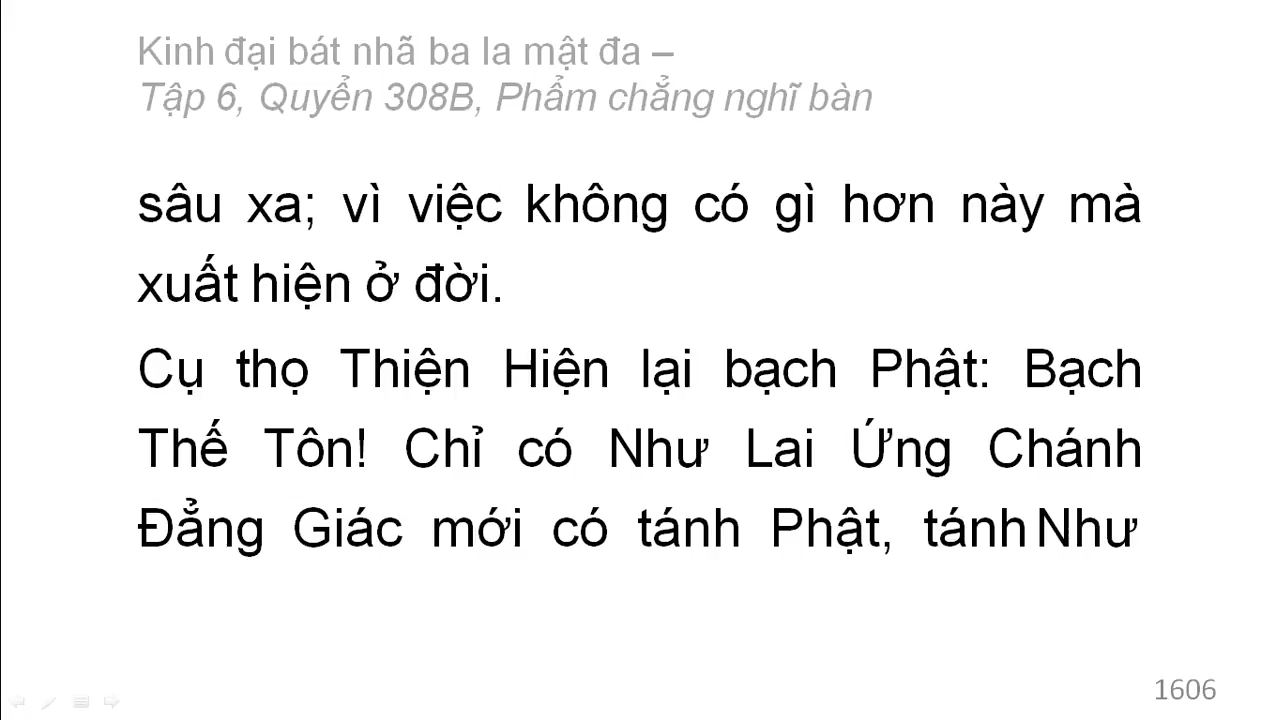 Kinh đại bát nhã ba la mật đa –
Tập 6, Quyển 308B, Phẩm chẳng nghĩ bàn
sâu xa; vì việc không có gì hơn này mà
xuất hiện ở đời.
Cụ thọ Thiện Hiện lại bạch Phật: Bạch
Thế Tôn! Chỉ có Như Lai Ứng Chánh
Đẳng Giác mới có tánh Phật, tánh Như
1606